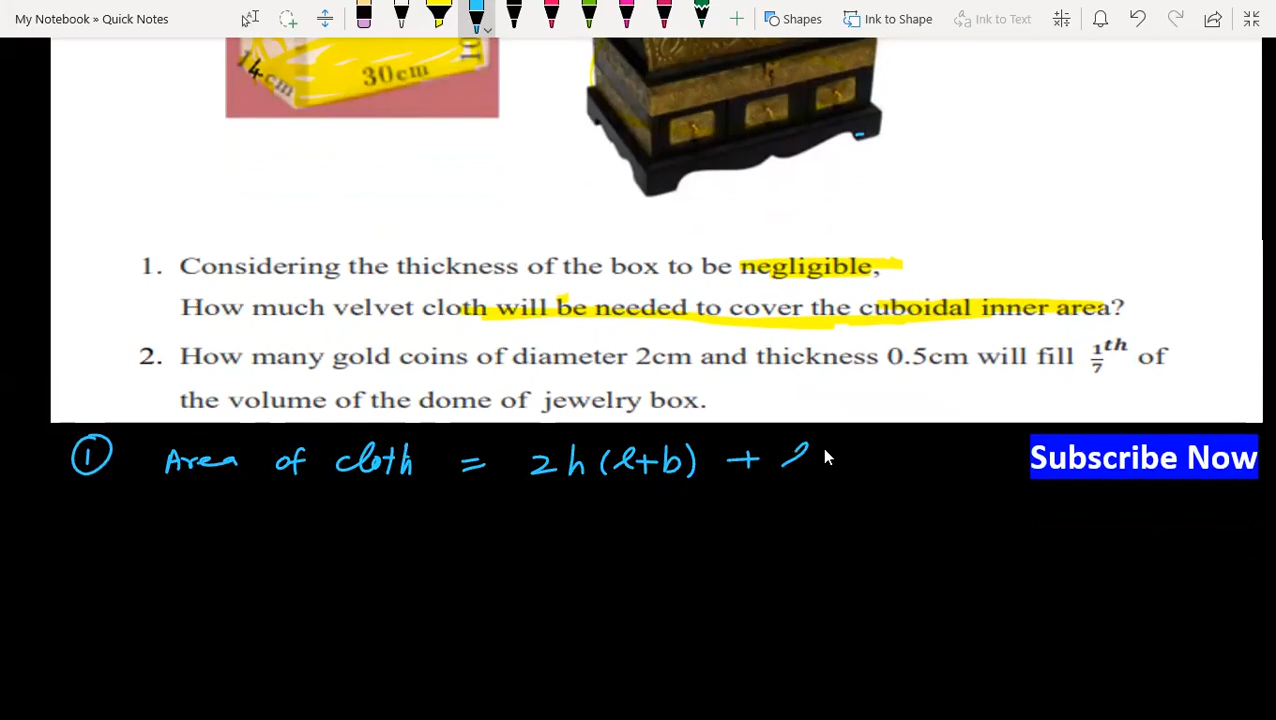 My Notebook » Quick Notes
Shapes
Ink to Shape
Ink to Text
14cm
30cm
10
1. Considering the thickness of the box to be negligible,
How much velvet cloth will be needed to cover the cuboidal inner area?
2. How many gold coins of diameter 2cm and thickness 0.5cm will fill 1/7 th of
the volume of the dome of jewelry box.
① Area of cloth = 2h(l+b) + l
Subscribe Now